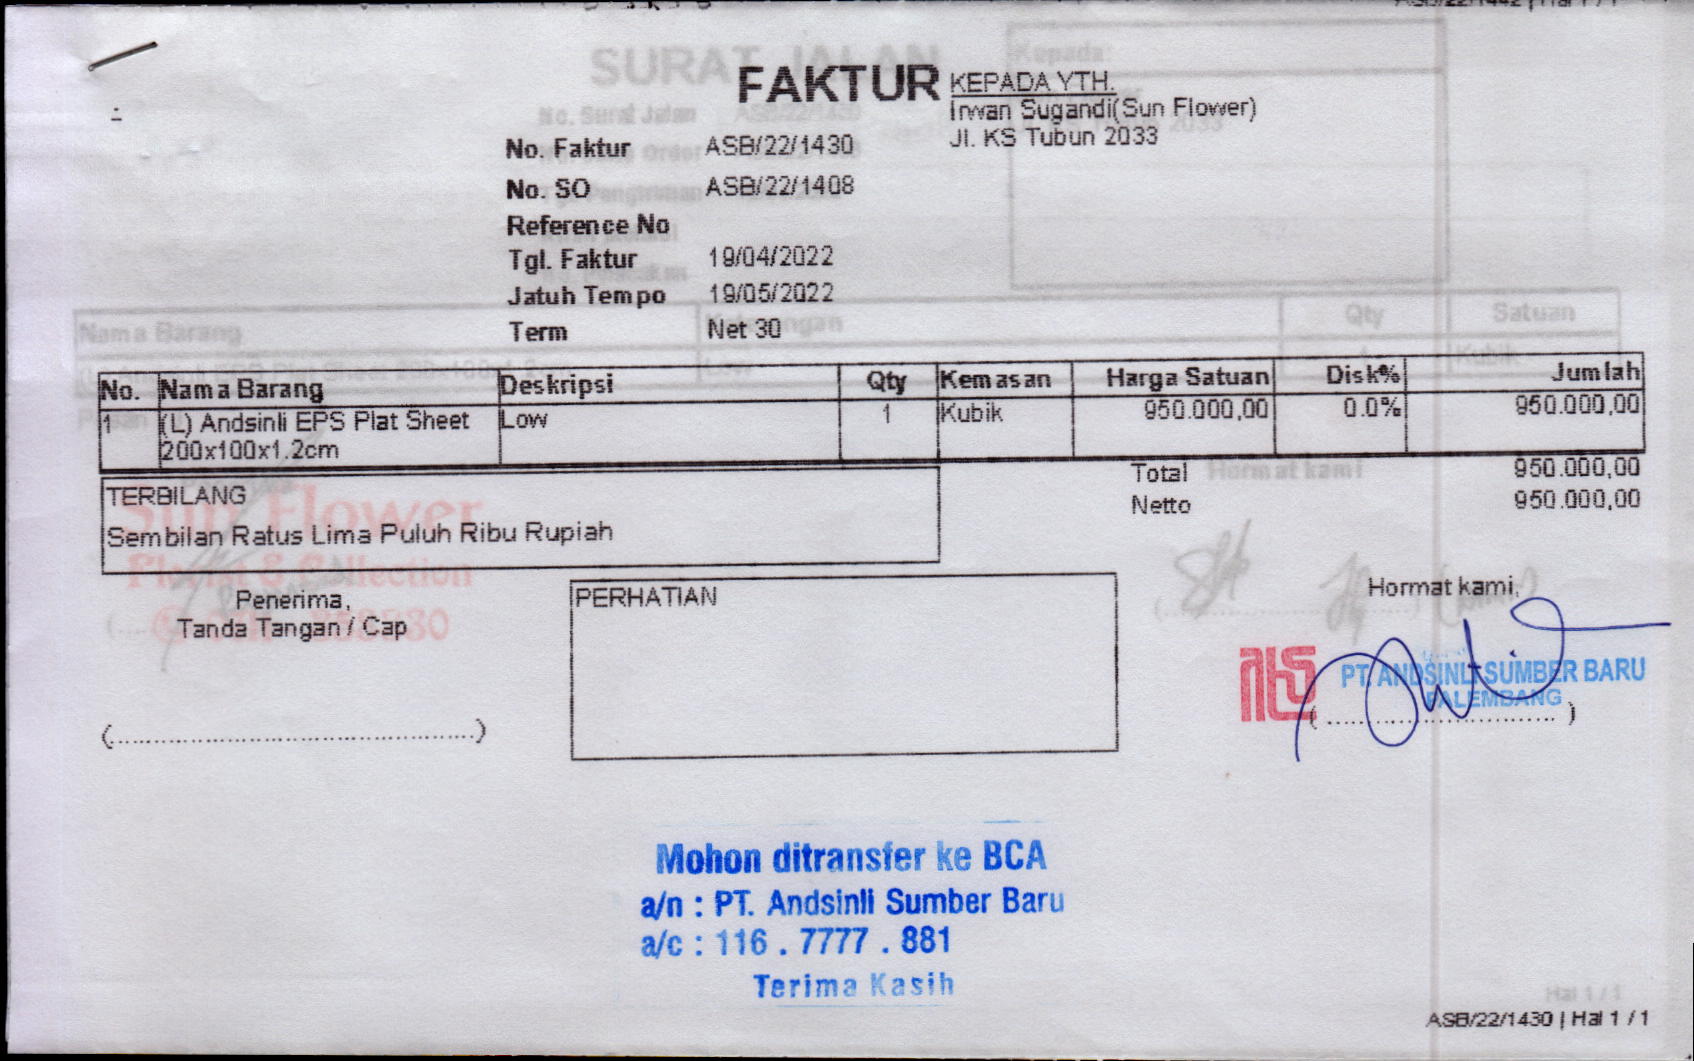 FAKTUR
KEPADA YTH.
Irwan Sugandi(Sun Flower)
Jl. KS Tubun 2033
No. Faktur ASB/22/1430
No. SO ASB/22/1408
Reference No
Tgl. Faktur 19/04/2022
Jatuh Tempo 19/05/2022
Term Net 30
No. Nama Barang Deskripsi Qty Kemasan Harga Satuan Disk% Jumlah
1 (L) Andsinli EPS Plat Sheet Low 1 Kubik 950.000,00 0.0% 950.000,00
200x100x1.2cm
Total 950.000,00
Netto 950.000,00
TERBILANG
Sembilan Ratus Lima Puluh Ribu Rupiah
Penerima,
Tanda Tangan / Cap
(..............................................)
PERHATIAN
Hormat kami,
PT. ANDSINLI SUMBER BARU
PALEMBANG
( ............................. )
Mohon ditransfer ke BCA
a/n : PT. Andsinli Sumber Baru
a/c : 116 . 7777 . 881
Terima Kasih
ASB/22/1430 | Hal 1 / 1